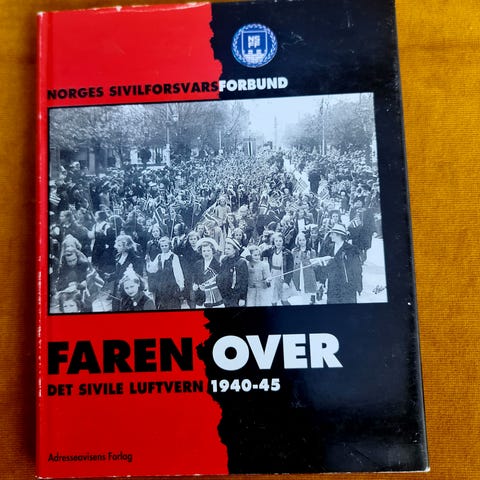 NORGES SIVILFORSVARSFORBUND
FAREN OVER
DET SIVILE LUFTVERN 1940-45
Adresseavisens Forlag